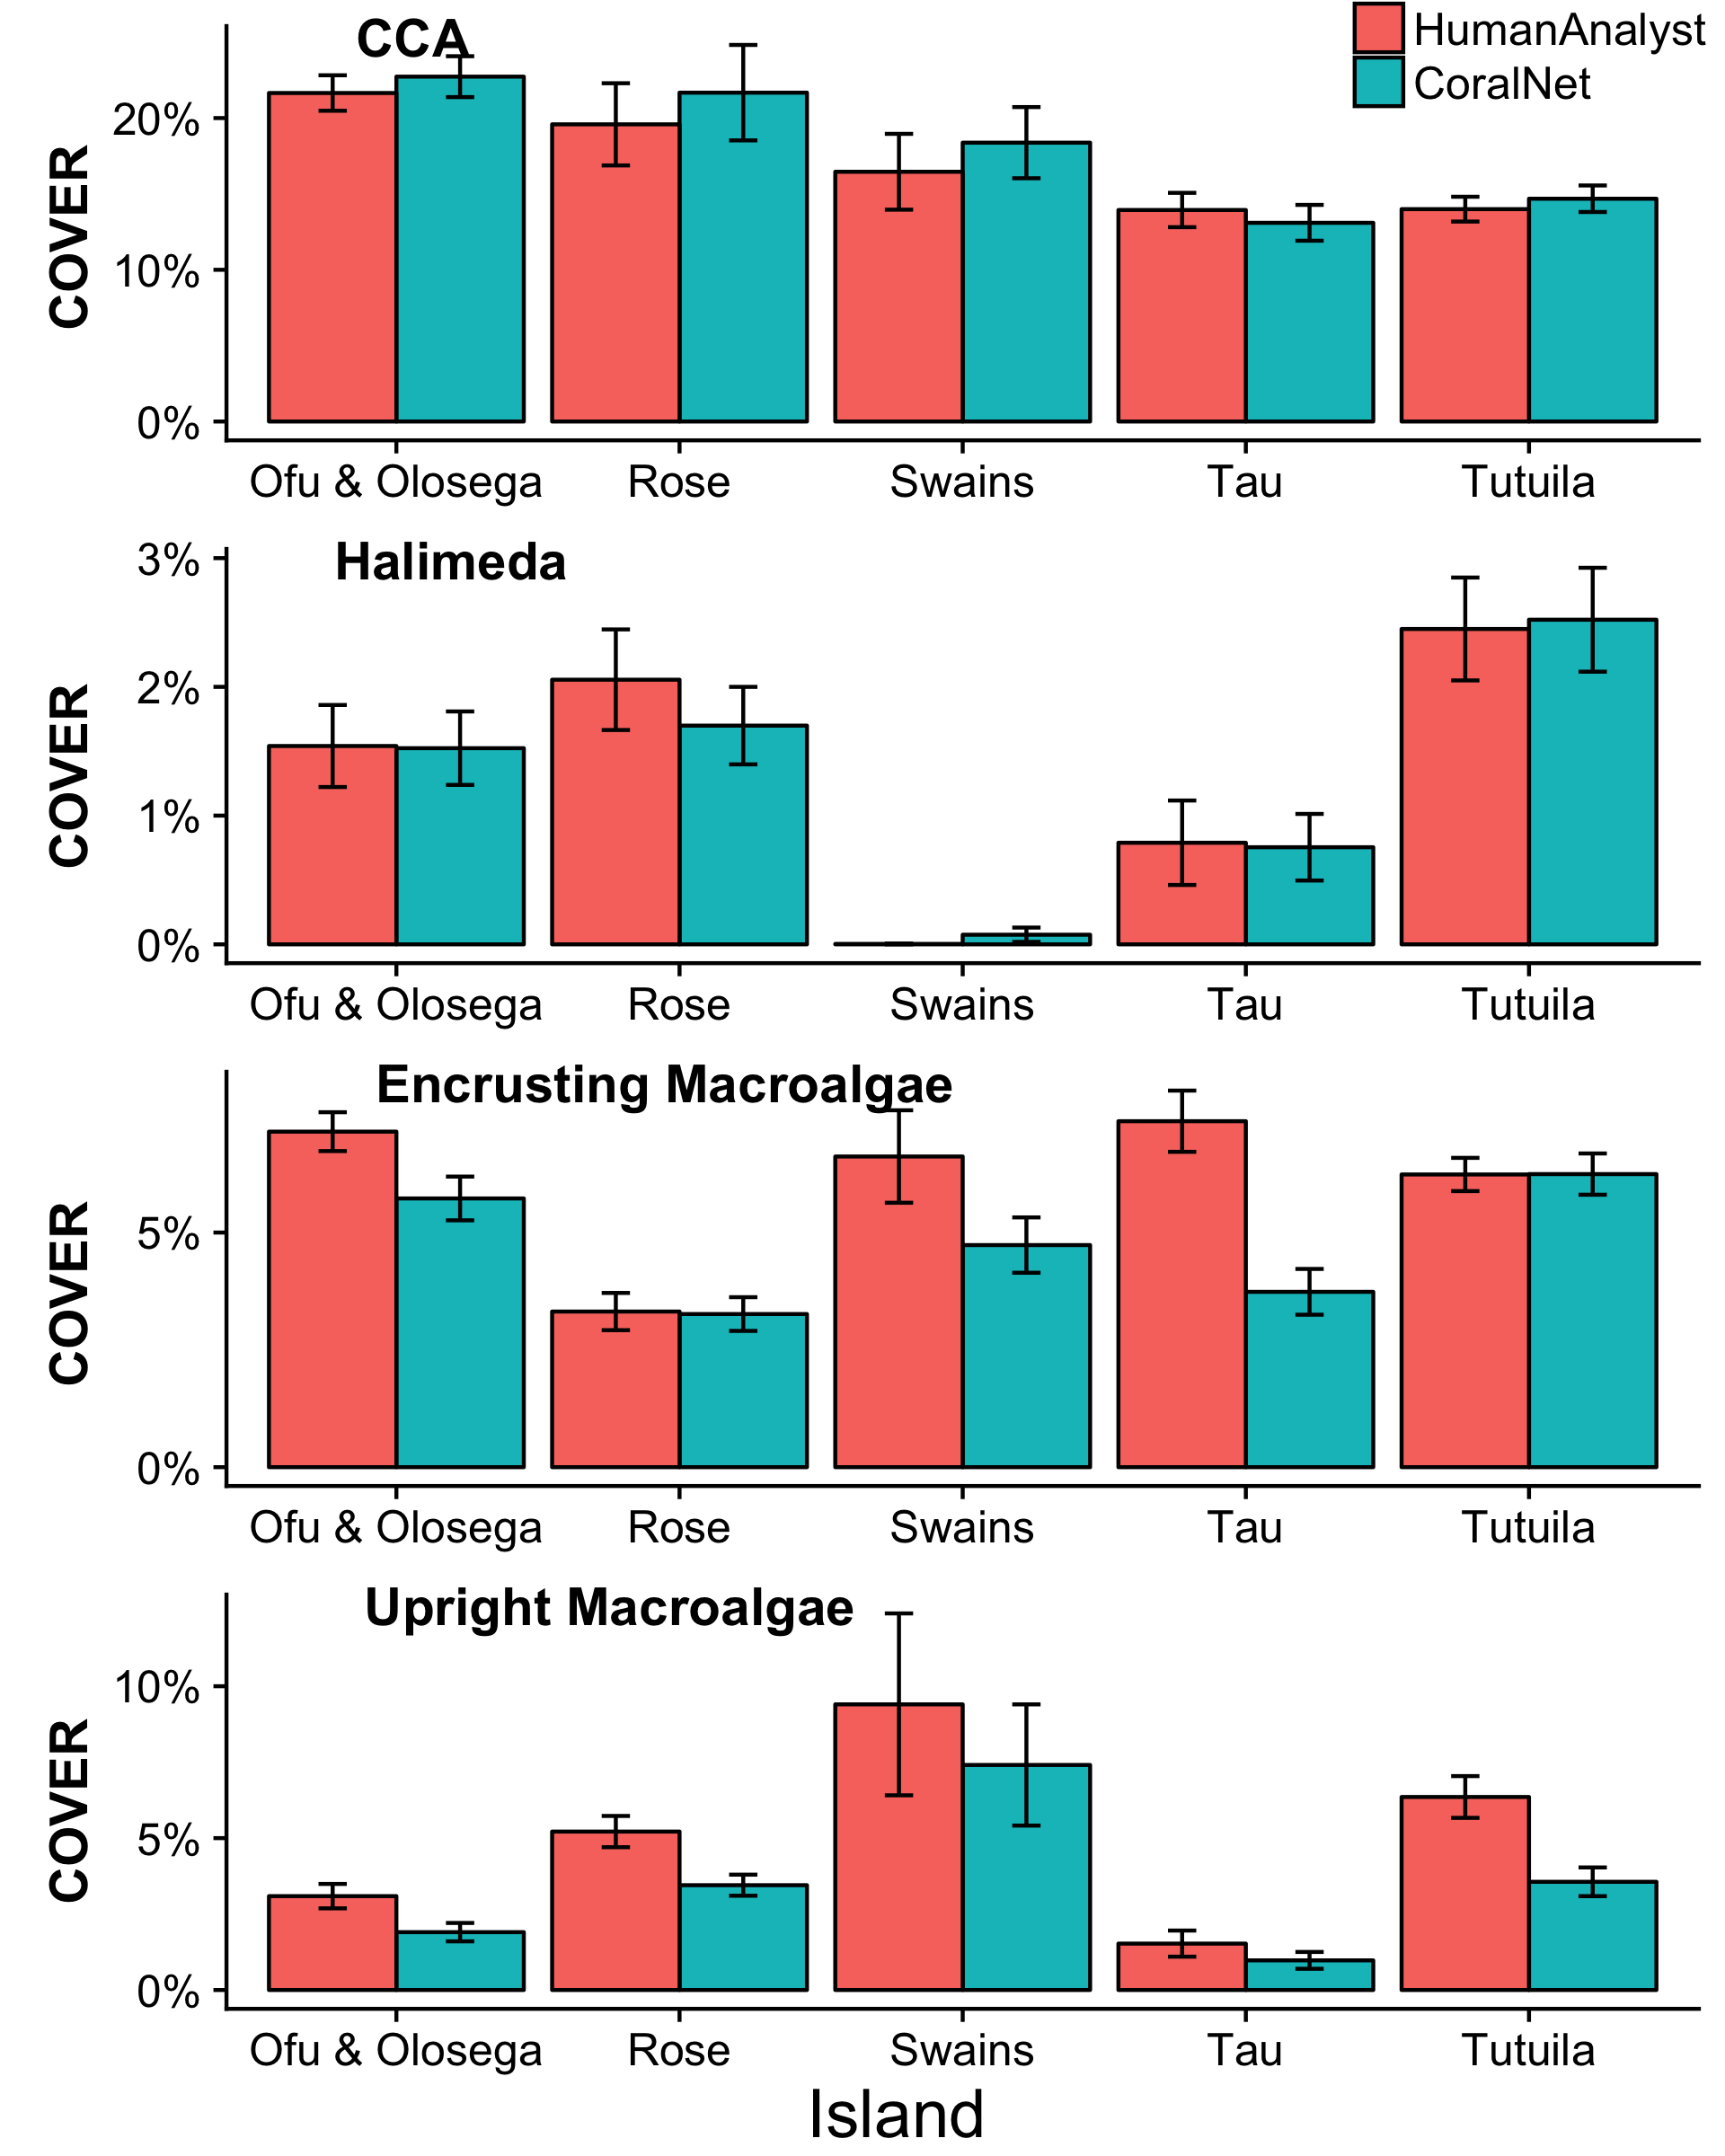 CCA
HumanAnalyst
CoralNet
COVER
20%
10%
0%
Ofu & Olosega Rose Swains Tau Tutuila
Halimeda
COVER
3%
2%
1%
0%
Ofu & Olosega Rose Swains Tau Tutuila
Encrusting Macroalgae
COVER
5%
0%
Ofu & Olosega Rose Swains Tau Tutuila
Upright Macroalgae
COVER
10%
5%
0%
Ofu & Olosega Rose Swains Tau Tutuila
Island